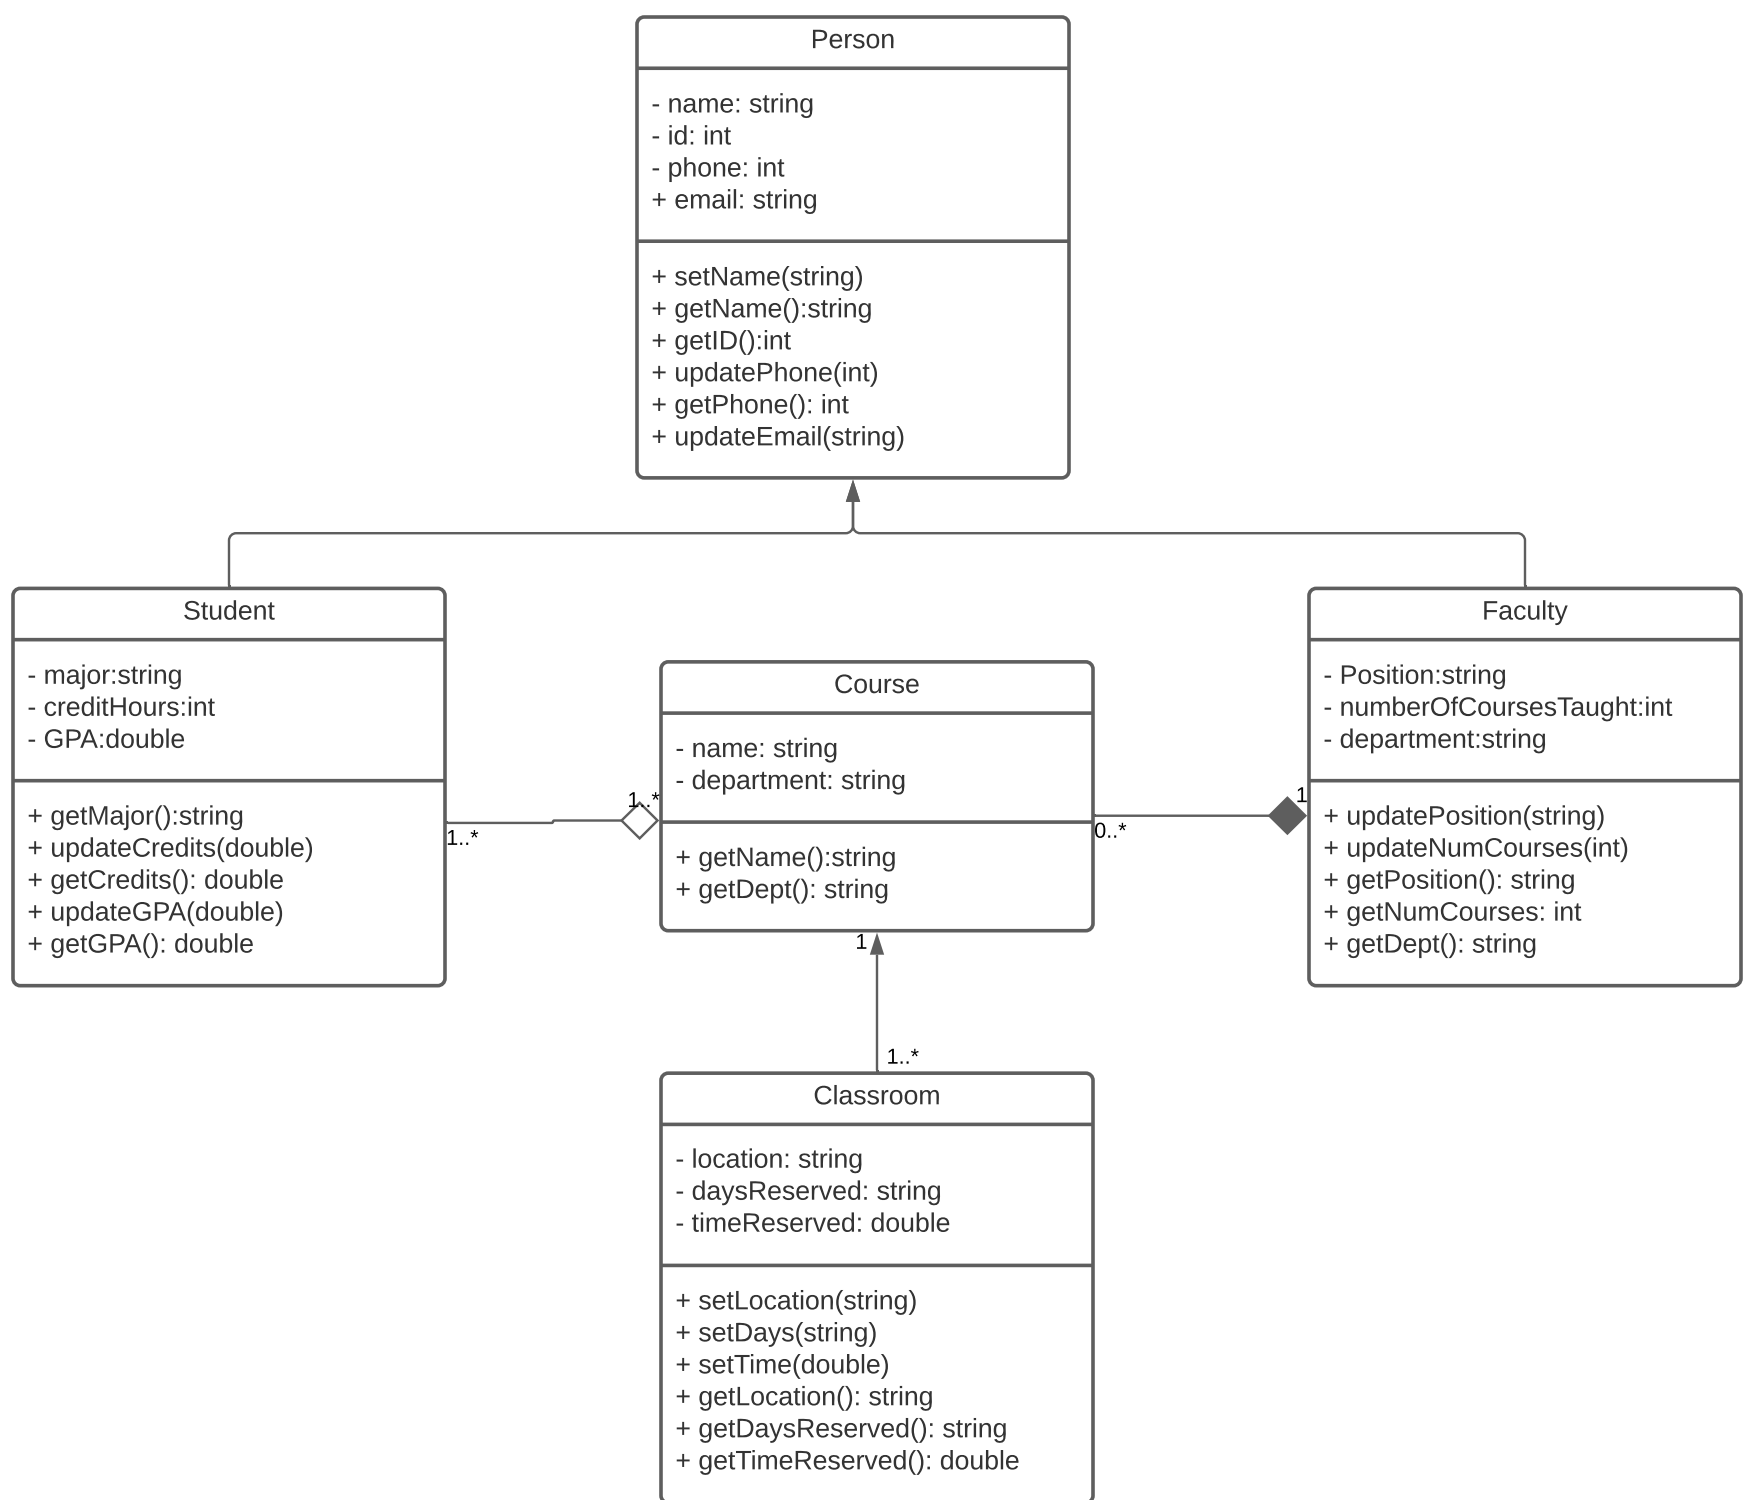 Person
- name: string
- id: int
- phone: int
+ email: string
+ setName(string)
+ getName():string
+ getID():int
+ updatePhone(int)
+ getPhone(): int
+ updateEmail(string)
Student
- major:string
- creditHours:int
- GPA:double
+ getMajor():string
+ updateCredits(double)
+ getCredits(): double
+ updateGPA(double)
+ getGPA(): double
1..*
1..*
Course
- name: string
- department: string
+ getName():string
+ getDept(): string
0..*
1
Faculty
- Position:string
- numberOfCoursesTaught:int
- department:string
+ updatePosition(string)
+ updateNumCourses(int)
+ getPosition(): string
+ getNumCourses: int
+ getDept(): string
1
1..*
Classroom
- location: string
- daysReserved: string
- timeReserved: double
+ setLocation(string)
+ setDays(string)
+ setTime(double)
+ getLocation(): string
+ getDaysReserved(): string
+ getTimeReserved(): double